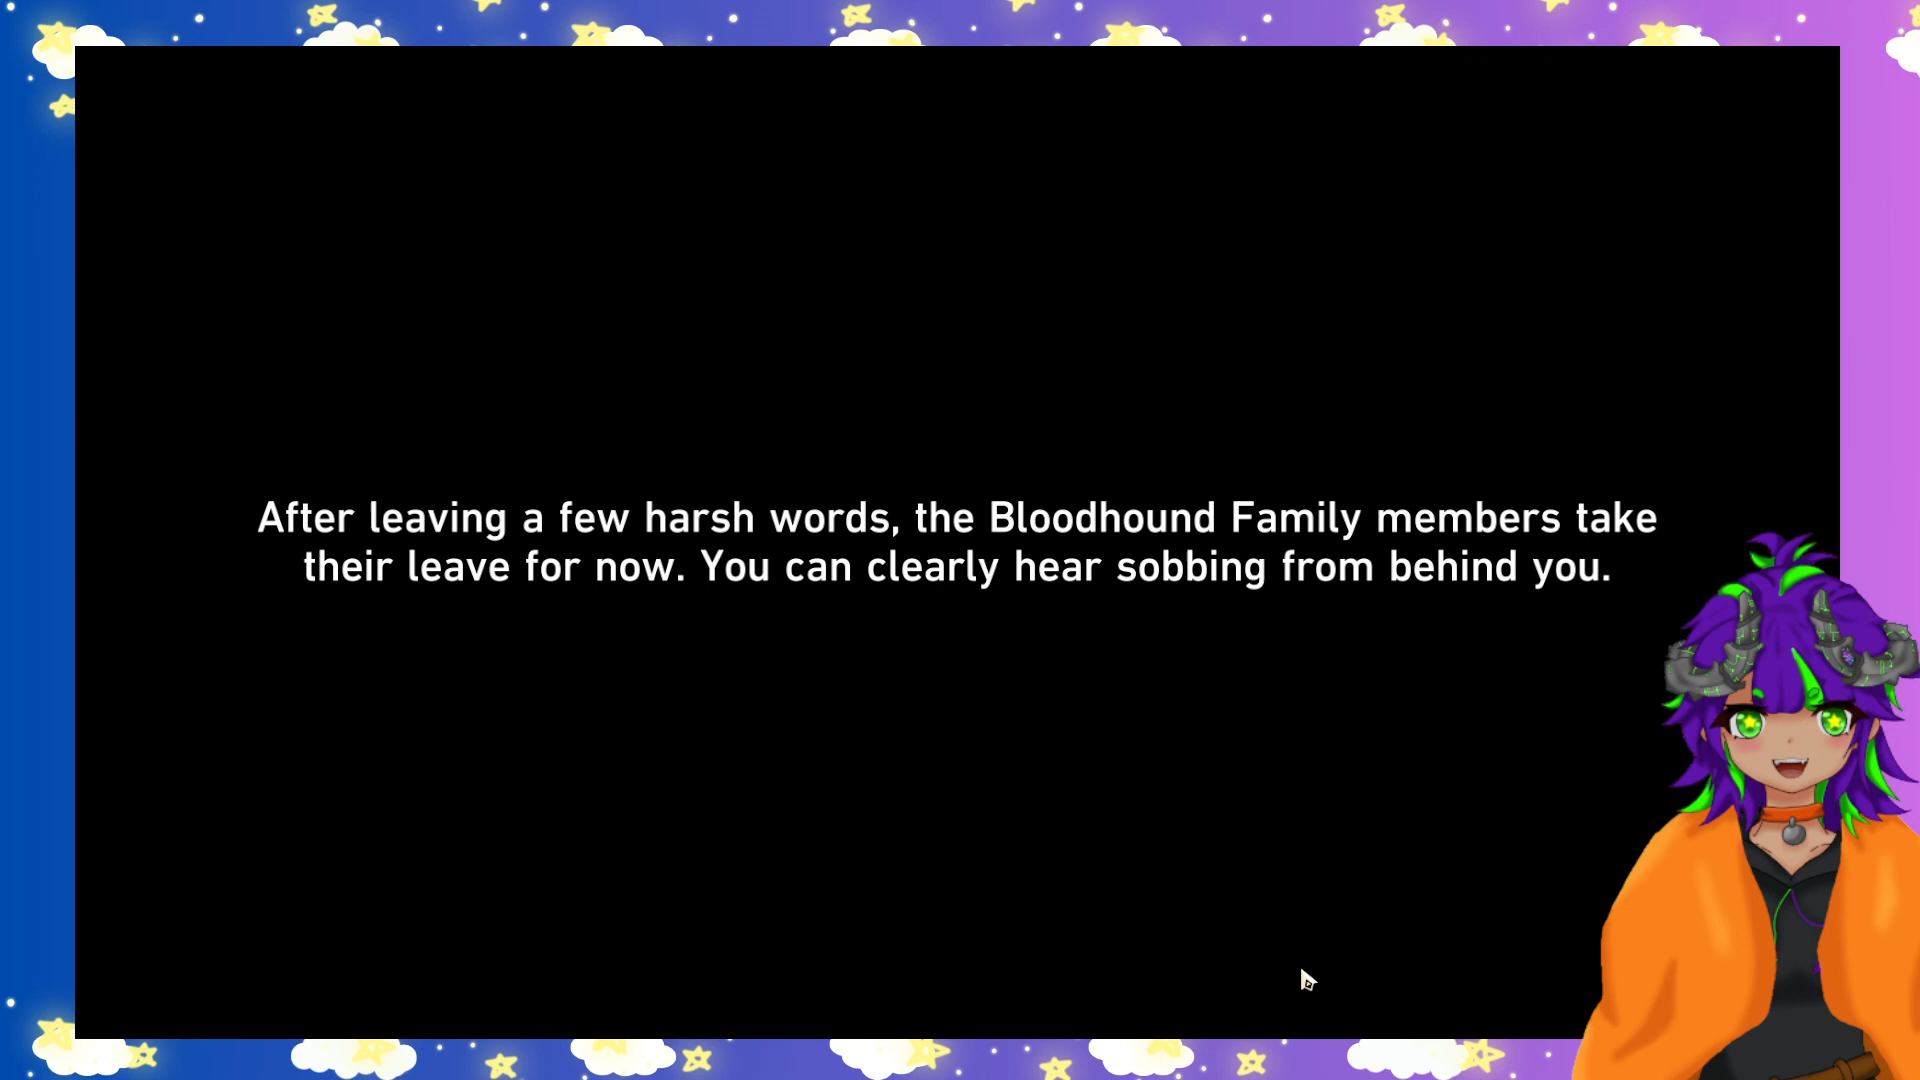 After leaving a few harsh words, the Bloodhound Family members take
their leave for now. You can clearly hear sobbing from behind you.